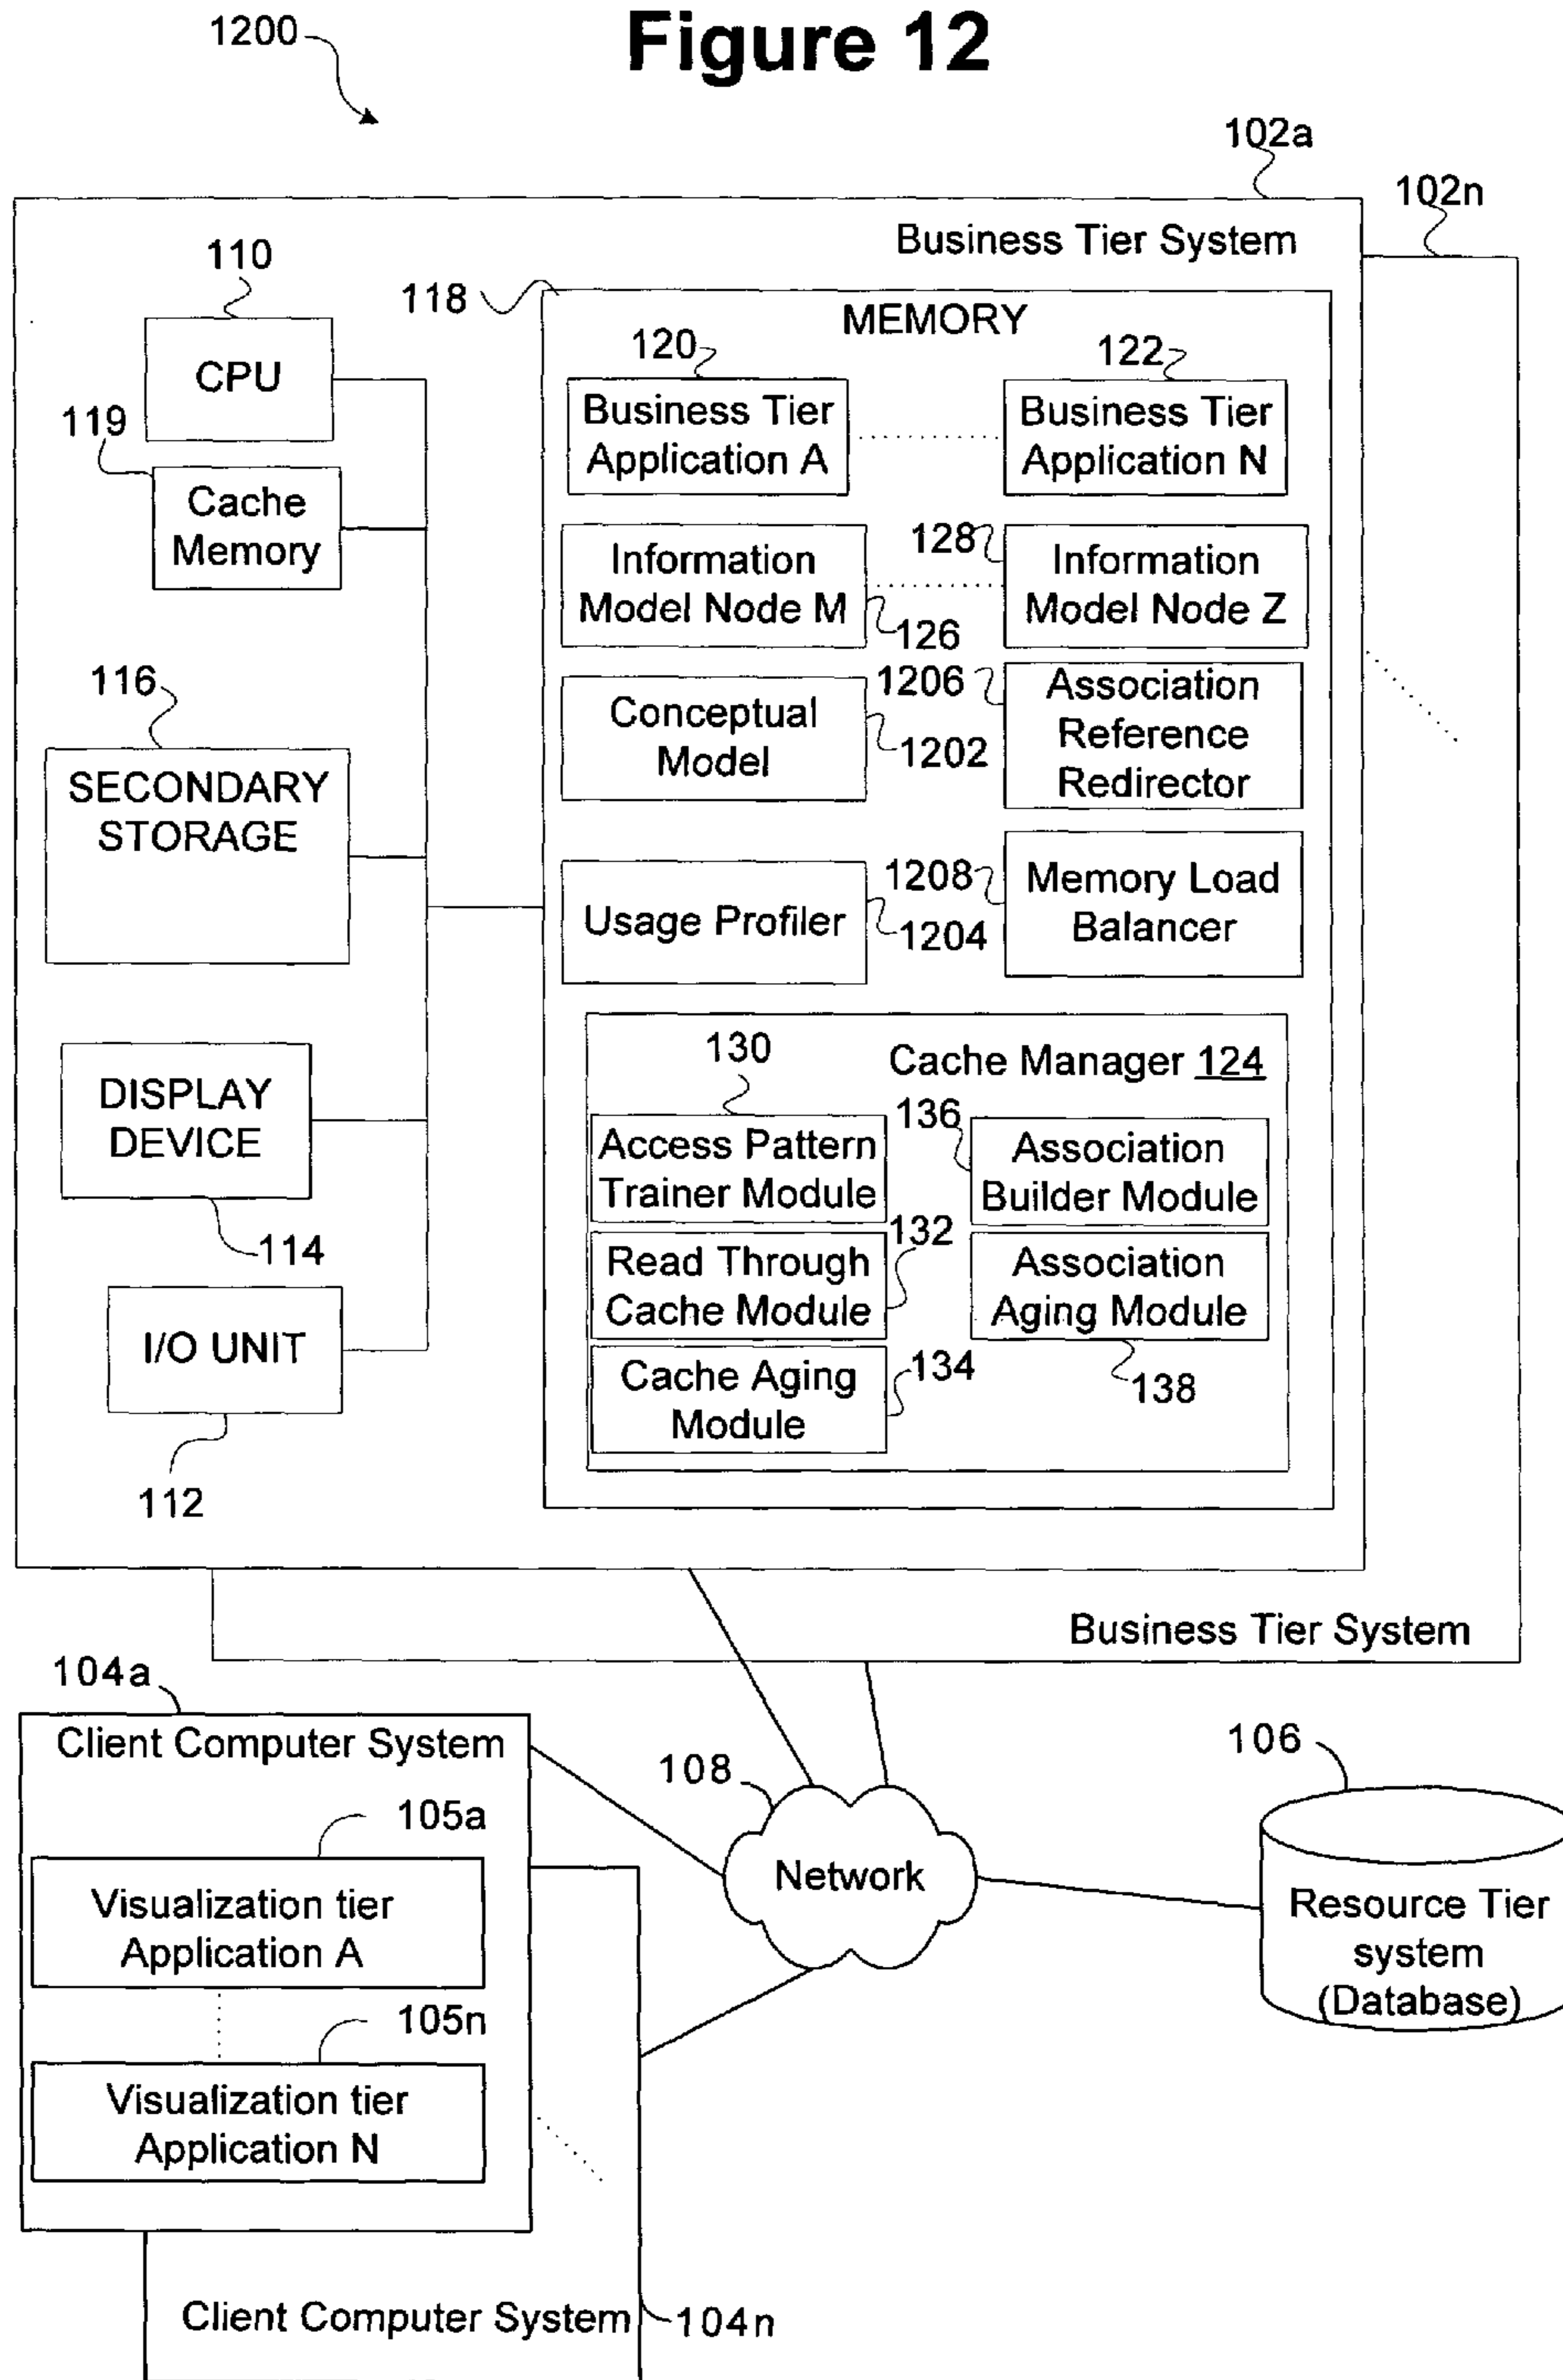 Figure 12
1200
102a
102n
Business Tier System
110
118
MEMORY
CPU
120
122
Business Tier
Application A
Business Tier
Application N
119
Cache
Memory
Information
Model Node M
126
128
Information
Model Node Z
116
SECONDARY
STORAGE
Conceptual
Model
1202
1206
Association
Reference
Redirector
Usage Profiler
1204
1208
Memory Load
Balancer
DISPLAY
DEVICE
114
130
Cache Manager 124
Access Pattern
Trainer Module
136
Association
Builder Module
132
Read Through
Cache Module
Association
Aging Module
138
I/O UNIT
112
Cache Aging
Module
134
Business Tier System
104a
Client Computer System
105a
Visualization tier
Application A
105n
Visualization tier
Application N
108
Network
106
Resource Tier
system
(Database)
Client Computer System
104n